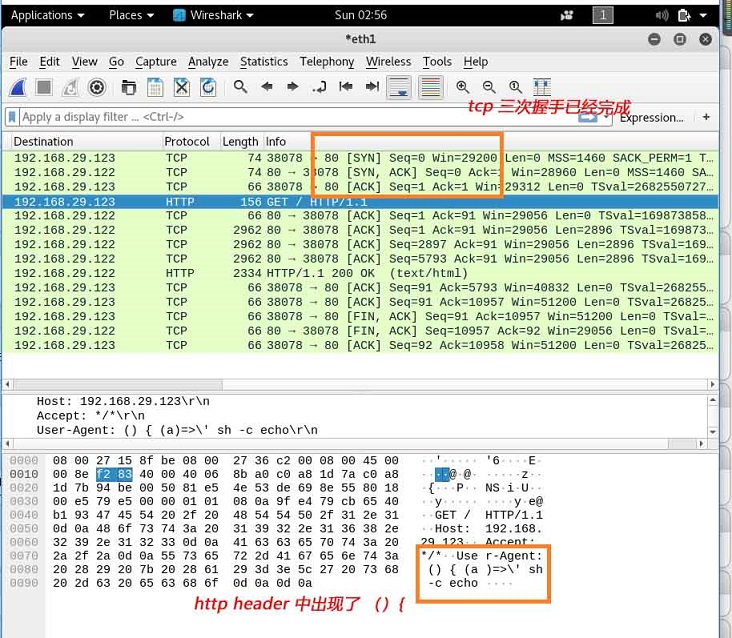 Applications Places Wireshark Sun 02:56 1
*eth1
File Edit View Go Capture Analyze Statistics Telephony Wireless Tools Help
tcp 三次握手已经完成
Apply a display filter ... <Ctrl-/> Expression... +
Destination Protocol Length Info
192.168.29.123 TCP 74 38078 → 80 [SYN] Seq=0 Win=29200 Len=0 MSS=1460 SACK_PERM=1 T…
192.168.29.122 TCP 74 80 → 38078 [SYN, ACK] Seq=0 Ack=1 Win=28960 Len=0 MSS=1460 SA…
192.168.29.123 TCP 66 38078 → 80 [ACK] Seq=1 Ack=1 Win=29312 Len=0 TSval=2682550727…
192.168.29.123 HTTP 156 GET / HTTP/1.1
192.168.29.122 TCP 66 80 → 38078 [ACK] Seq=1 Ack=91 Win=29056 Len=0 TSval=169873858…
192.168.29.122 TCP 2962 80 → 38078 [ACK] Seq=1 Ack=91 Win=29056 Len=2896 TSval=169873…
192.168.29.122 TCP 2962 80 → 38078 [ACK] Seq=2897 Ack=91 Win=29056 Len=2896 TSval=169…
192.168.29.122 TCP 2962 80 → 38078 [ACK] Seq=5793 Ack=91 Win=29056 Len=2896 TSval=169…
192.168.29.122 HTTP 2334 HTTP/1.1 200 OK (text/html)
192.168.29.123 TCP 66 38078 → 80 [ACK] Seq=91 Ack=5793 Win=40832 Len=0 TSval=268255…
192.168.29.123 TCP 66 38078 → 80 [ACK] Seq=91 Ack=10957 Win=51200 Len=0 TSval=26825…
192.168.29.123 TCP 66 38078 → 80 [FIN, ACK] Seq=91 Ack=10957 Win=51200 Len=0 TSval=…
192.168.29.122 TCP 66 80 → 38078 [FIN, ACK] Seq=10957 Ack=92 Win=29056 Len=0 TSval=…
192.168.29.123 TCP 66 38078 → 80 [ACK] Seq=92 Ack=10958 Win=51200 Len=0 TSval=26825…
Host: 192.168.29.123\r\n
Accept: */*\r\n
User-Agent: () { (a)=>\' sh -c echo\r\n
0000 08 00 27 15 8f be 08 00 27 36 c2 00 08 00 45 00 ··'····· '6····E·
0010 00 8e f2 83 40 00 40 06 8b a0 c0 a8 1d 7a c0 a8 ····@·@· ·····z··
0020 1d 7b 94 be 00 50 81 e5 4e 53 de 69 8e 55 80 18 ·{···P·· NS·i·U··
0030 00 e5 79 e5 00 00 01 01 08 0a 9f e4 79 cb 65 40 ··y····· ····y·e@
0040 b1 93 47 45 54 20 2f 20 48 54 54 50 2f 31 2e 31 ··GET / HTTP/1.1
0050 0d 0a 48 6f 73 74 3a 20 31 39 32 2e 31 36 38 2e ··Host: 192.168.
0060 32 39 2e 31 32 33 0d 0a 41 63 63 65 70 74 3a 20 29.123·· Accept:
0070 2a 2f 2a 0d 0a 55 73 65 72 2d 41 67 65 6e 74 3a */*··Use r-Agent:
0080 20 28 29 20 7b 20 28 61 29 3d 3e 5c 27 20 73 68 () { (a )=>\' sh
0090 20 2d 63 20 65 63 68 6f 0d 0a 0d 0a -c echo ····
http header 中出现了 () {